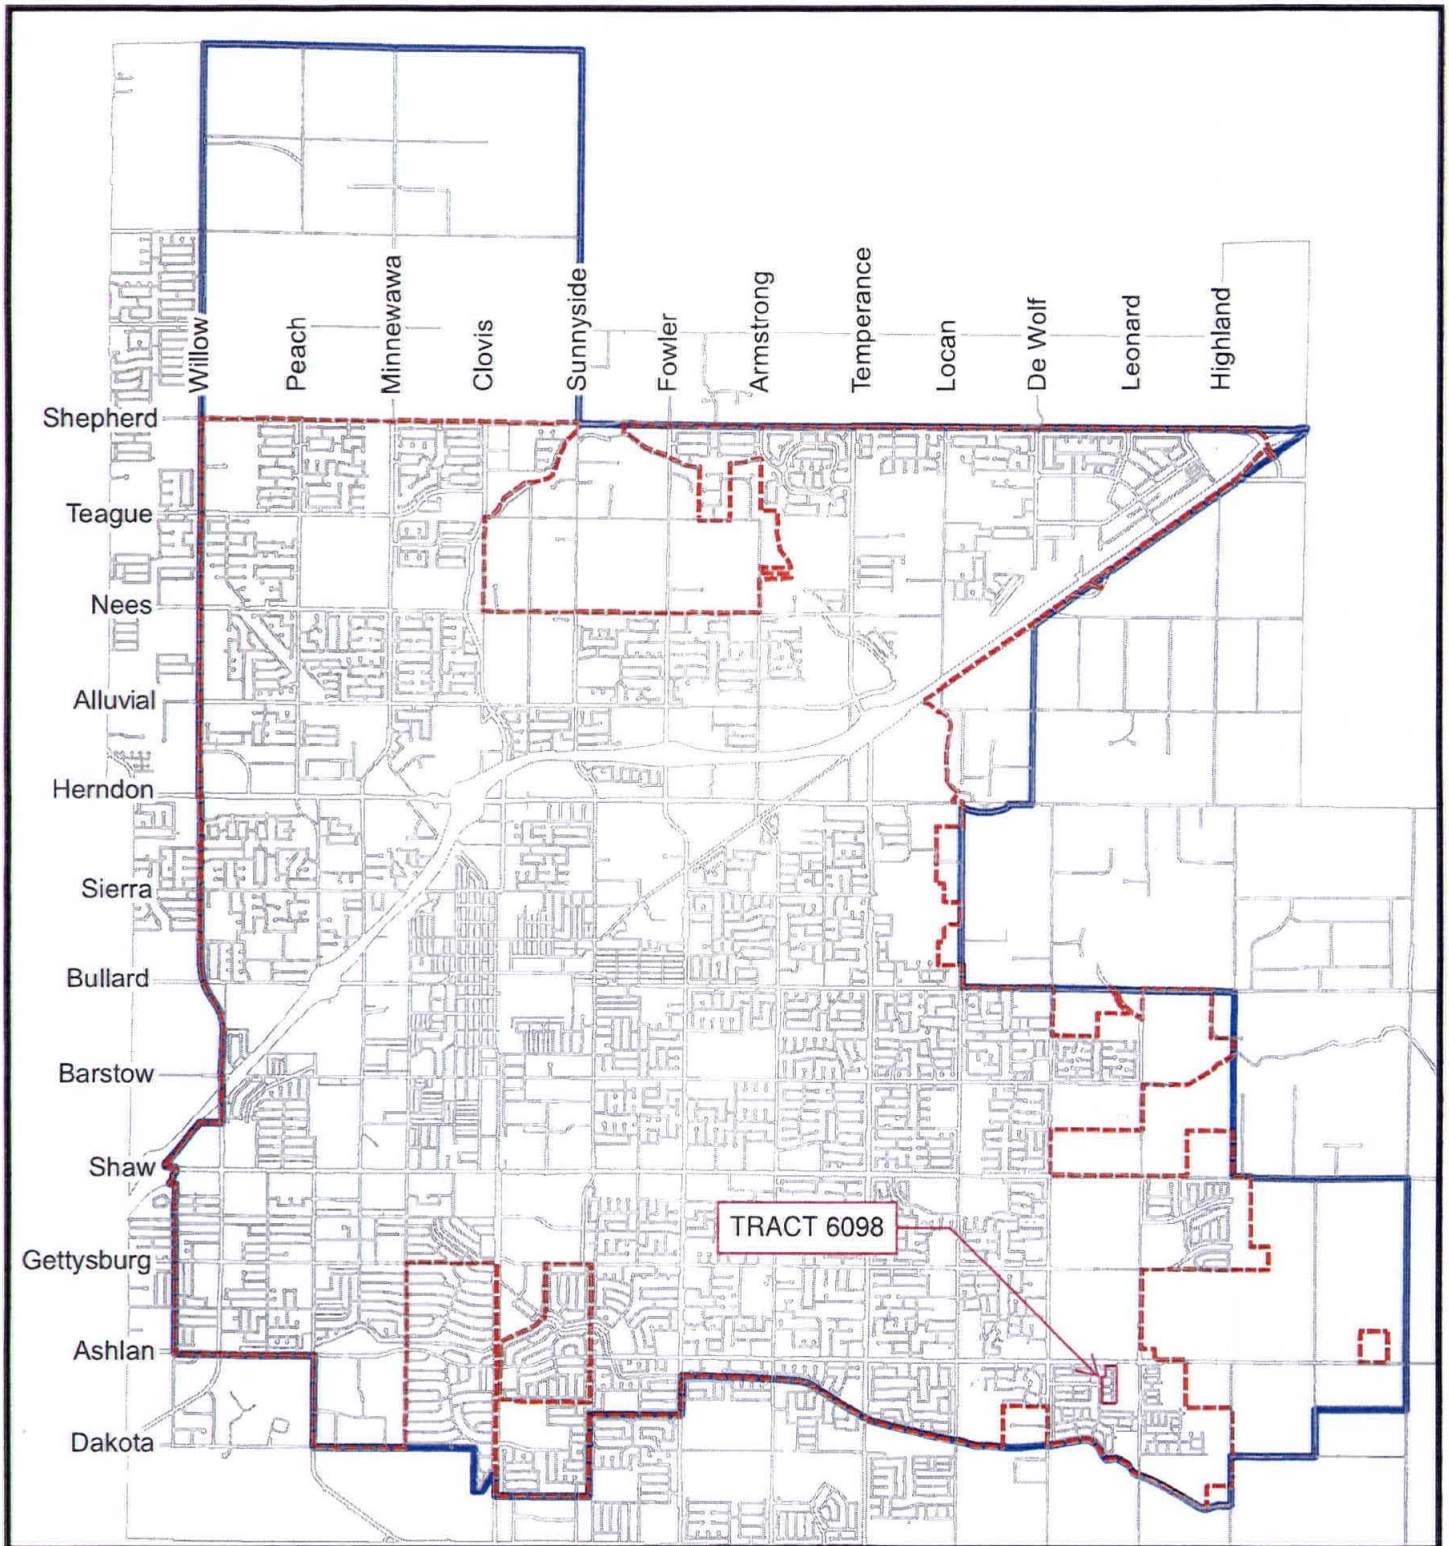 Willow
Peach
Minnewawa
Clovis
Sunnyside
Fowler
Armstrong
Temperance
Locan
De Wolf
Leonard
Highland
Shepherd
Teague
Nees
Alluvial
Herndon
Sierra
Bullard
Barstow
Shaw
TRACT 6098
Gettysburg
Ashlan
Dakota